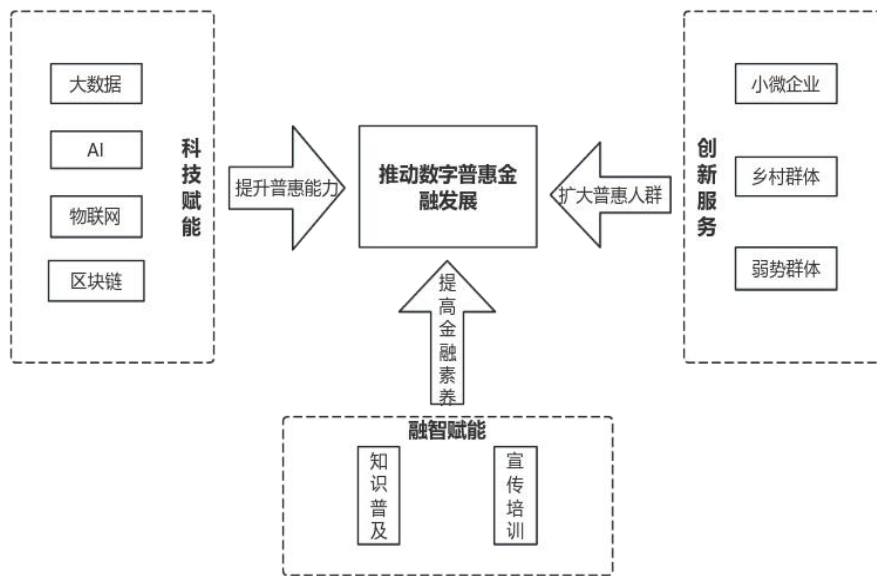 大数据
AI
物联网
区块链
科技赋能
提升普惠能力
推动数字普惠金
融发展
扩大普惠人群
创新服务
小微企业
乡村群体
弱势群体
提高金融素养
融智赋能
知识普及
宣传培训